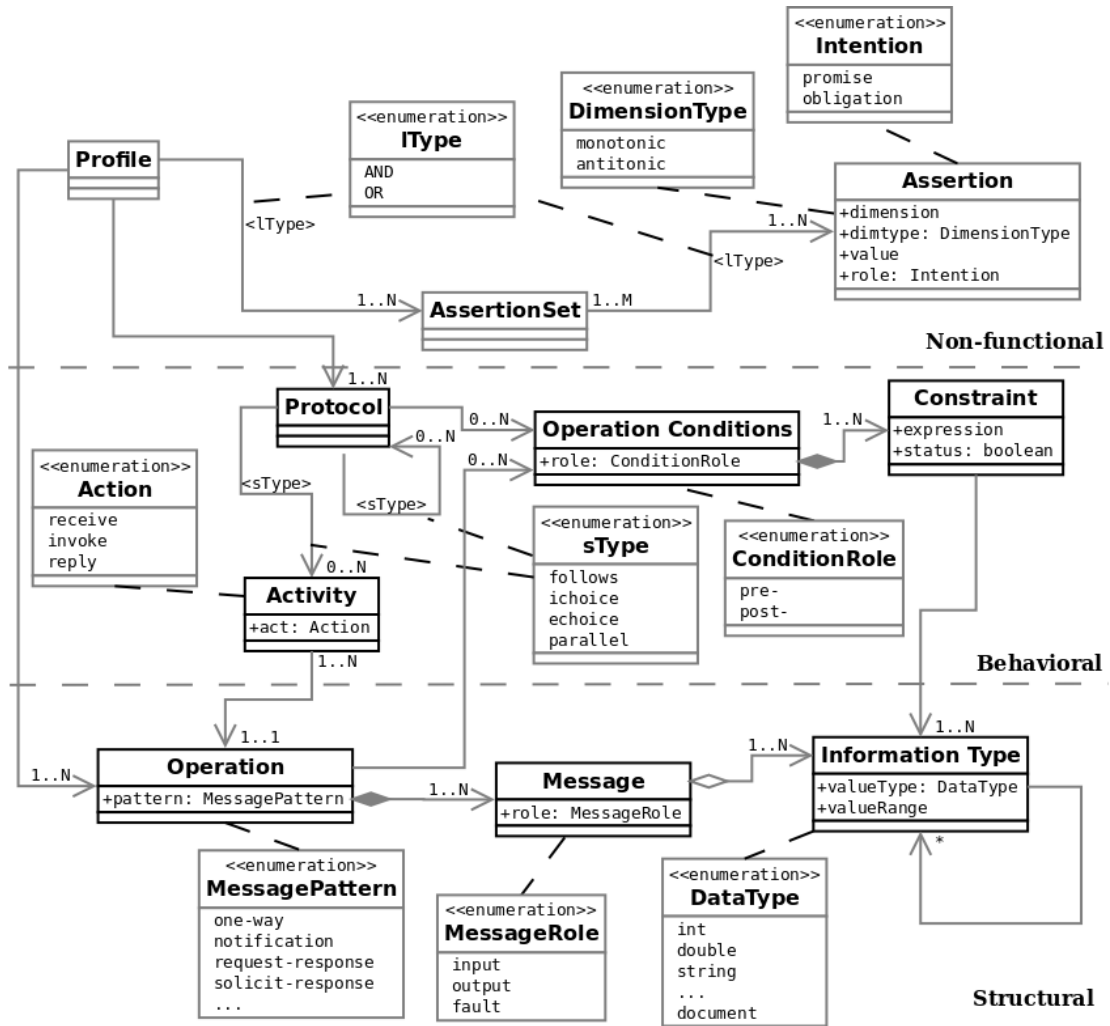 <<enumeration>>
Intention
promise
obligation
<<enumeration>>
DimensionType
monotonic
antitonic
<<enumeration>>
lType
AND
OR
Profile
Assertion
+dimension
+dimtype: DimensionType
+value
+role: Intention
<lType>
1..N
<lType>
1..N
AssertionSet
1..M
Non-functional
1..N
Protocol
0..N
0..N
Operation Conditions
+role: ConditionRole
1..N
Constraint
+expression
+status: boolean
0..N
<<enumeration>>
Action
receive
invoke
reply
<sType>
<sType>
<<enumeration>>
sType
follows
ichoice
echoice
parallel
<<enumeration>>
ConditionRole
pre-
post-
0..N
Activity
+act: Action
1..N
Behavioral
1..1
1..N
Operation
+pattern: MessagePattern
1..N
Message
+role: MessageRole
1..N
1..N
Information Type
+valueType: DataType
+valueRange
*
<<enumeration>>
MessagePattern
one-way
notification
request-response
solicit-response
...
<<enumeration>>
MessageRole
input
output
fault
<<enumeration>>
DataType
int
double
string
...
document
Structural